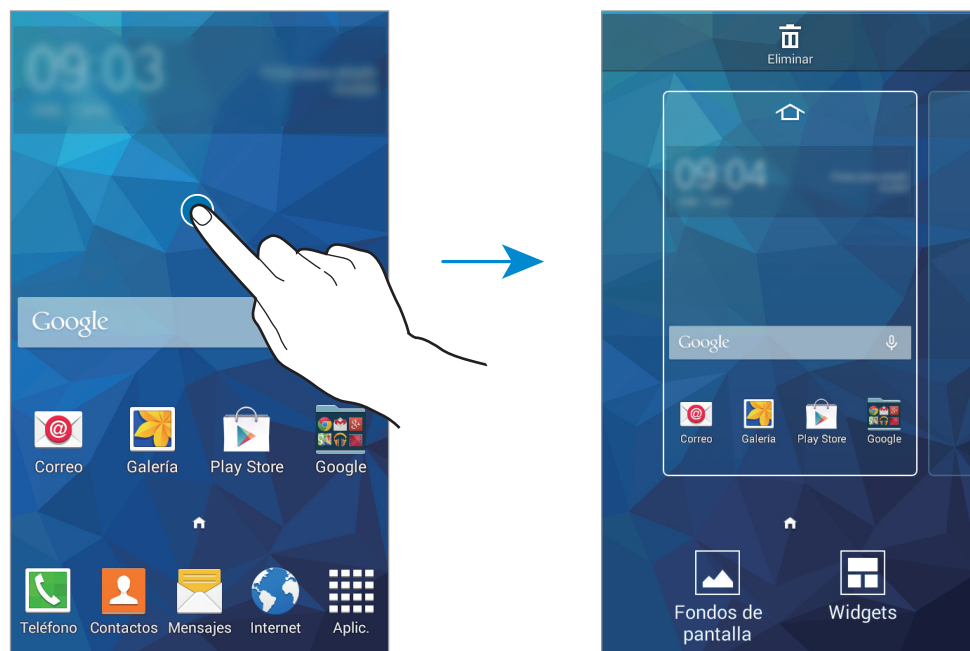 09:03
Google
Correo
Galería
Play Store
Google
Teléfono
Contactos
Mensajes
Internet
Aplic.
Eliminar
09:04
Google
Correo
Galería
Play Store
Google
Fondos de
pantalla
Widgets